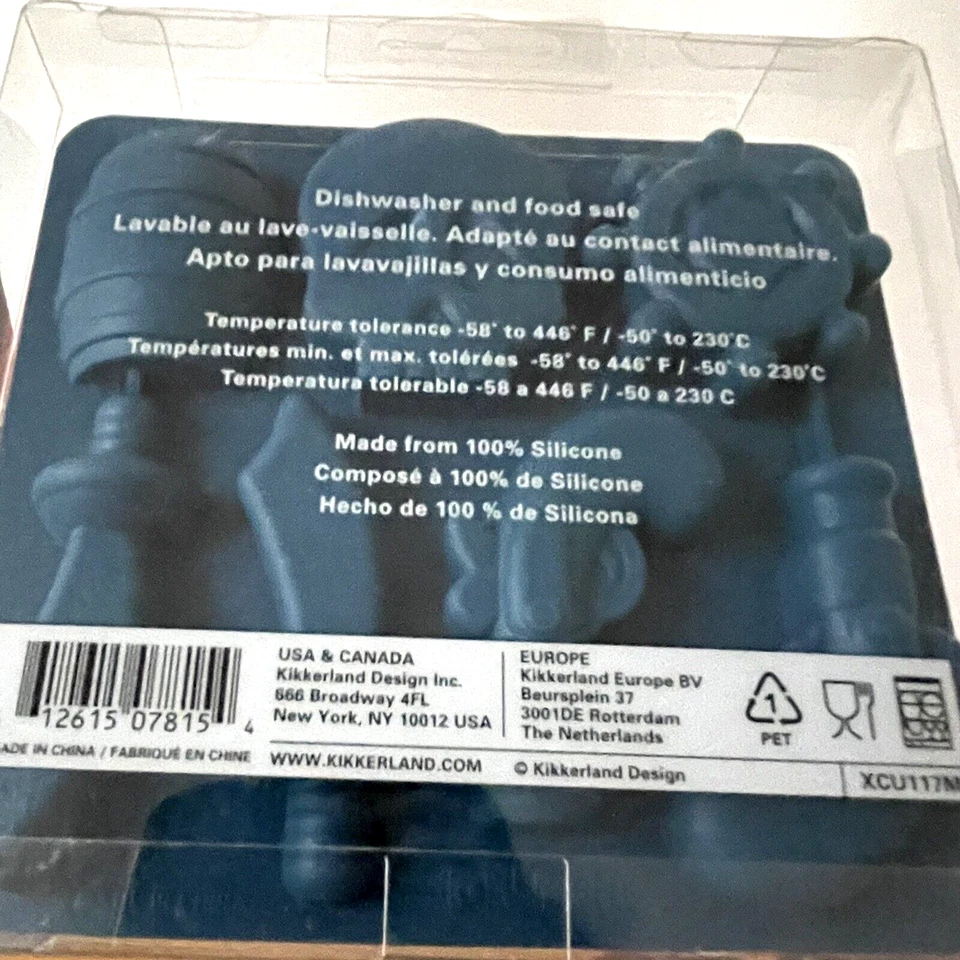 Dishwasher and food safe
Lavable au lave-vaisselle. Adapté au contact alimentaire.
Apto para lavavajillas y consumo alimenticio
Temperature tolerance -58° to 446° F / -50° to 230°C
Températures min. et max. tolérées -58° to 446° F / -50° to 230°C
Temperatura tolerable -58 a 446 F / -50 a 230 C
Made from 100% Silicone
Composé à 100% de Silicone
Hecho de 100 % de Silicona
12615 07815 4
ADE IN CHINA / FABRIQUÉ EN CHINE
USA & CANADA
Kikkerland Design Inc.
666 Broadway 4FL
New York, NY 10012 USA
EUROPE
Kikkerland Europe BV
Beursplein 37
3001DE Rotterdam
The Netherlands
1
PET
WWW.KIKKERLAND.COM
© Kikkerland Design